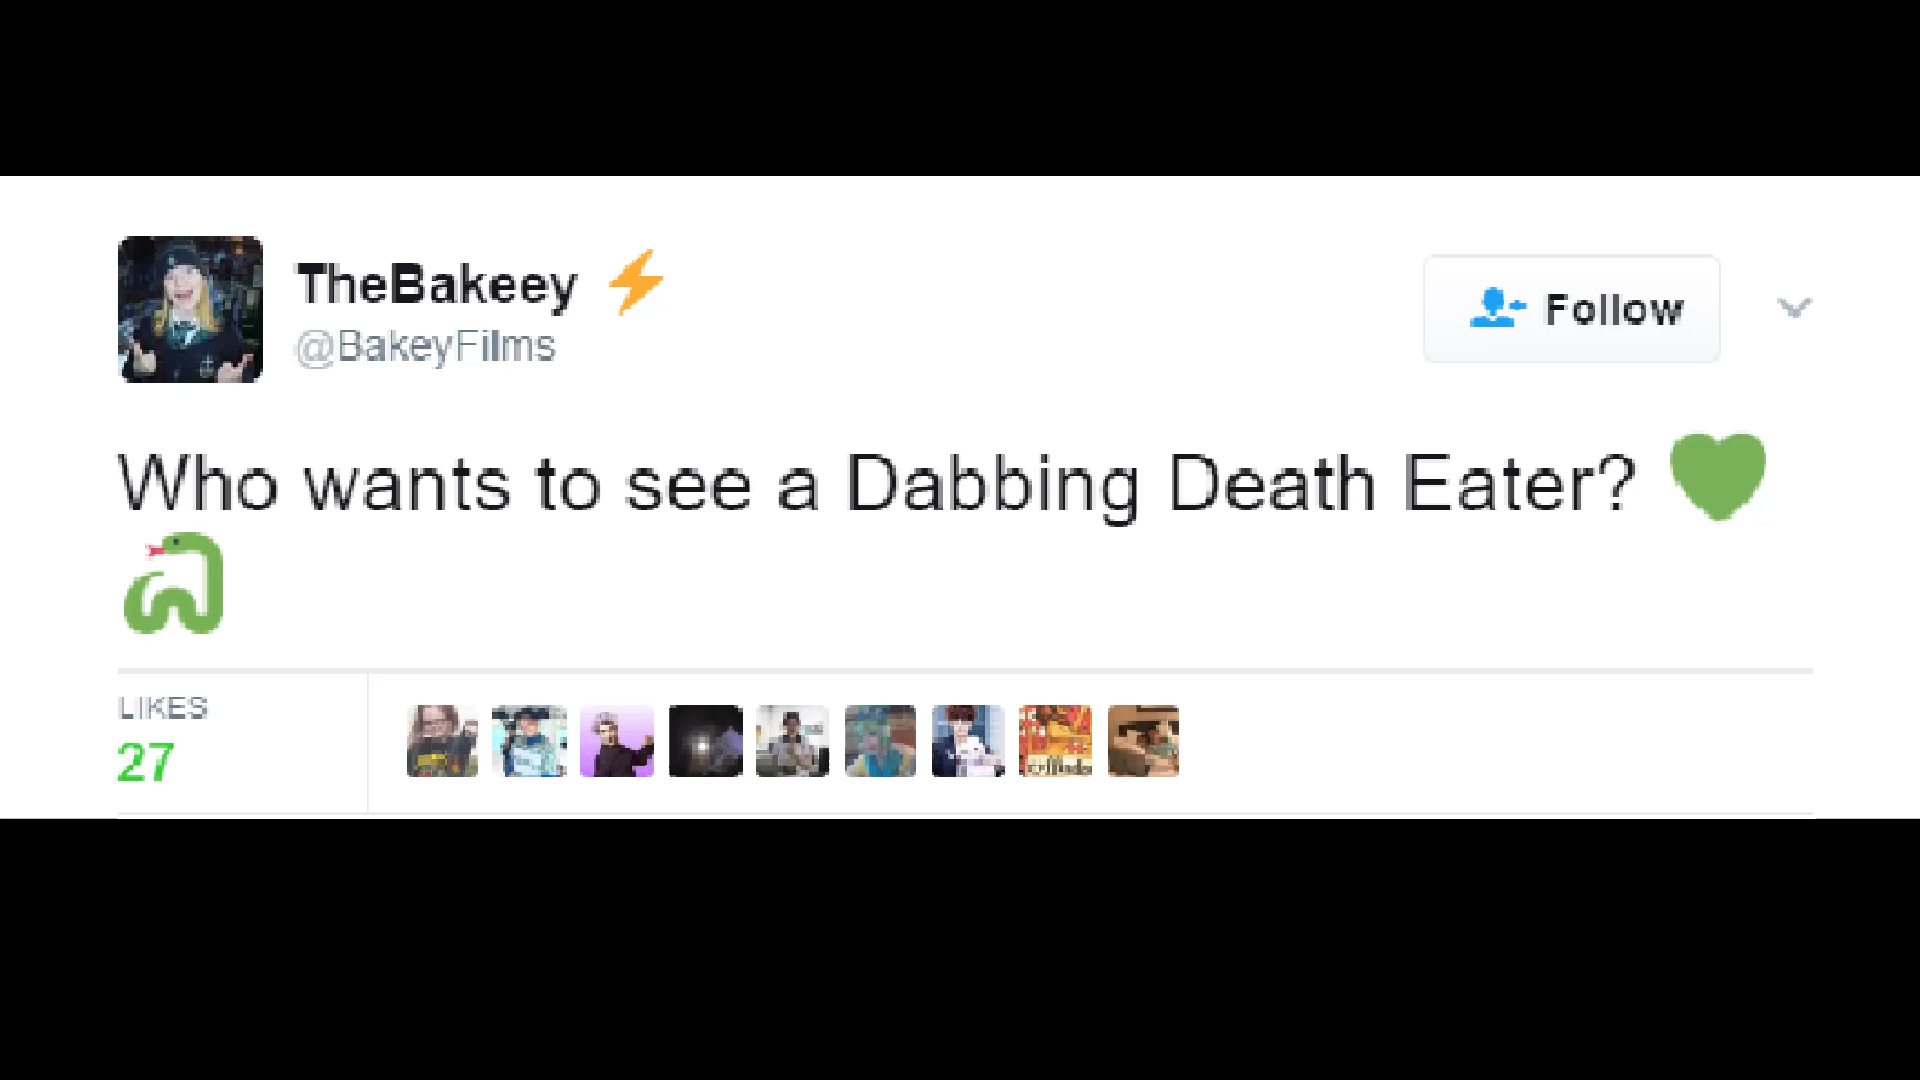 TheBakeey ⚡
@BakeyFilms
Follow
Who wants to see a Dabbing Death Eater? 💚
🐍
LIKES
27